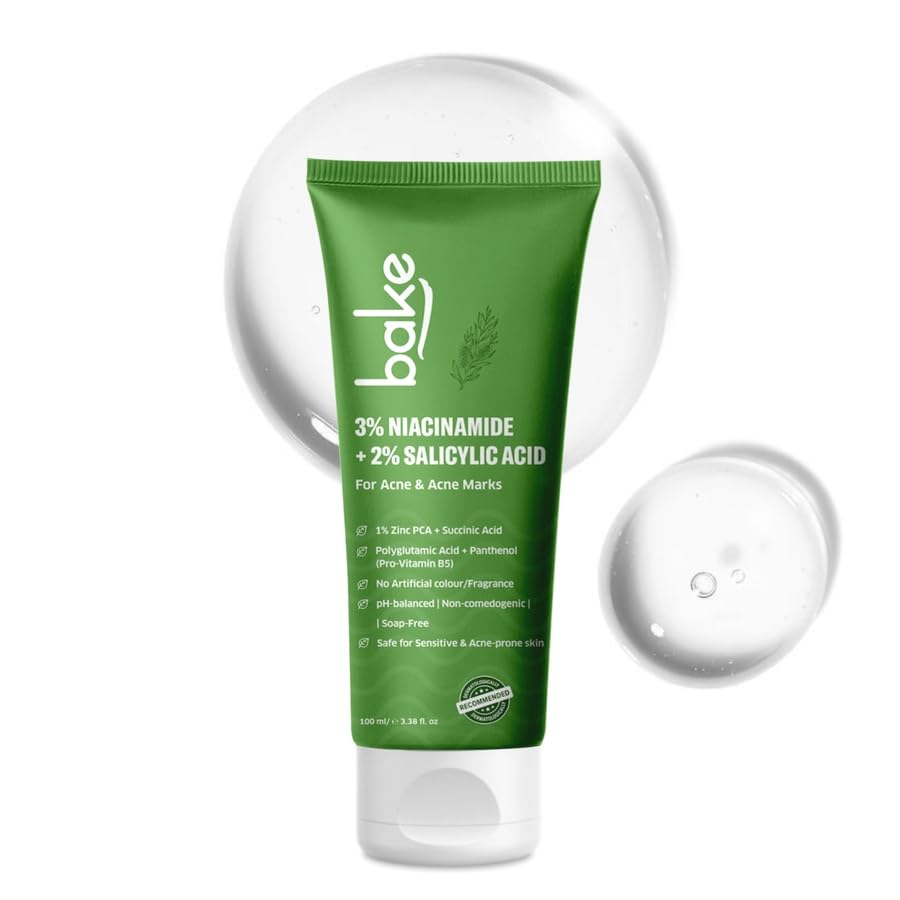 bake
3% NIACINAMIDE
+ 2% SALICYLIC ACID
For Acne & Acne Marks
1% Zinc PCA + Succinic Acid
Polyglutamic Acid + Panthenol
(Pro-Vitamin B5)
No Artificial colour/Fragrance
pH-balanced | Non-comedogenic |
| Soap-Free
Safe for Sensitive & Acne-prone skin
DERMATOLOGICALLY
RECOMMENDED
DERMATOLOGICALLY
100 ml/ ℮ 3.38 fl. oz